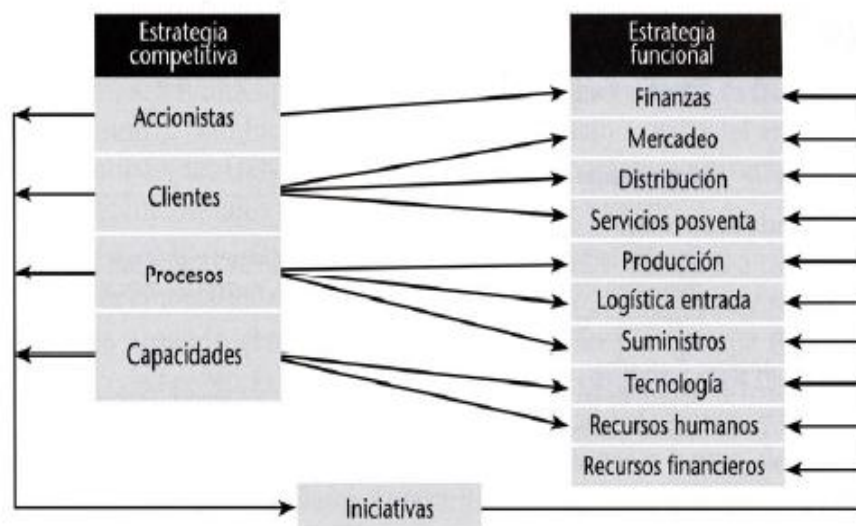 Estrategia
competitiva
Accionistas
Clientes
Procesos
Capacidades
Estrategia
funcional
Finanzas
Mercadeo
Distribución
Servicios posventa
Producción
Logística entrada
Suministros
Tecnología
Recursos humanos
Recursos financieros
Iniciativas